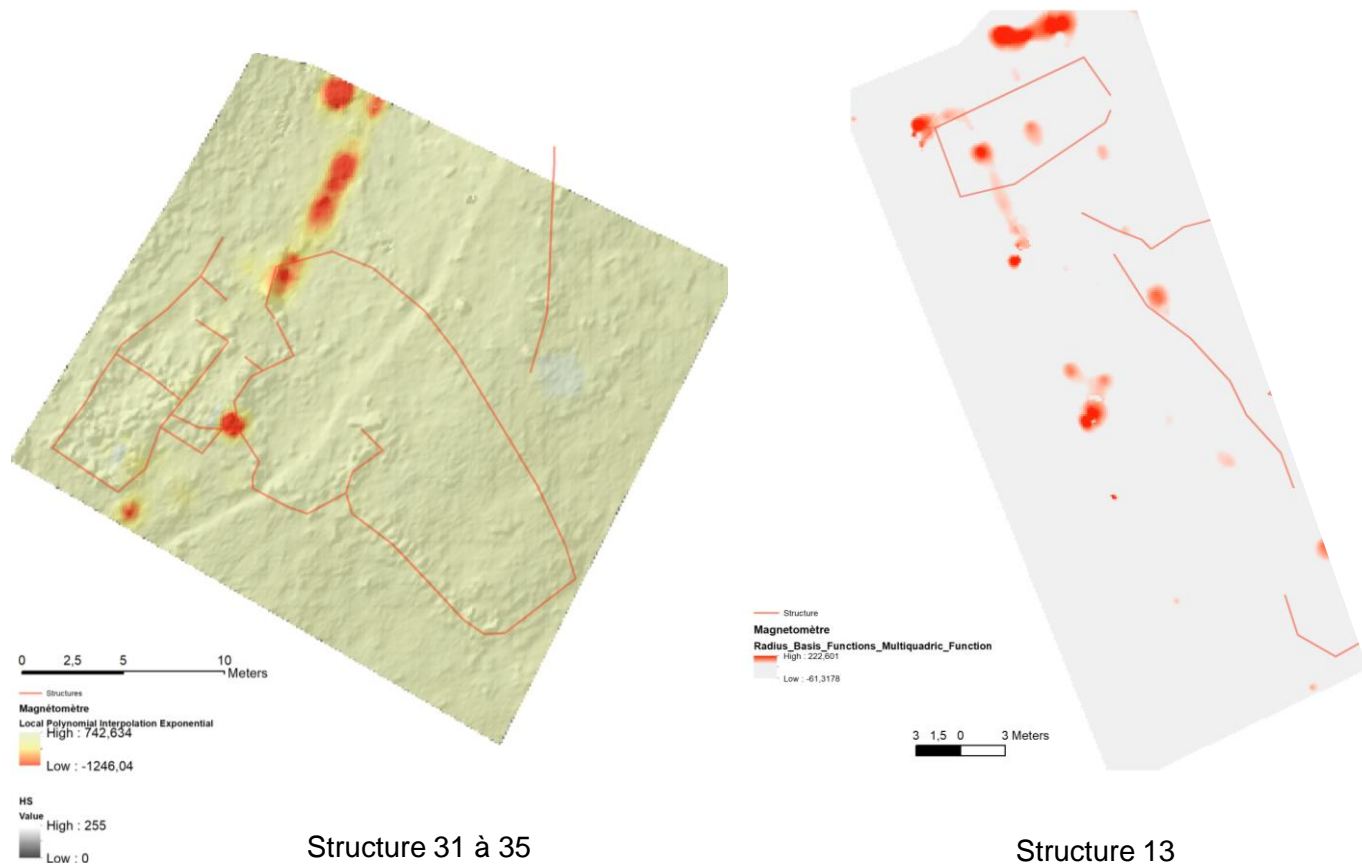 0 2,5 5 10
Meters
Structures
Magnétomètre
Local Polynomial Interpolation Exponential
High : 742,634
Low : -1246,04
HS
Value
High : 255
Low : 0
Structure 31 à 35
Structure
Magnetomètre
Radius_Basis_Functions_Multiquadric_Function
High : 222,601
Low : -61,3178
3 1,5 0 3 Meters
Structure 13